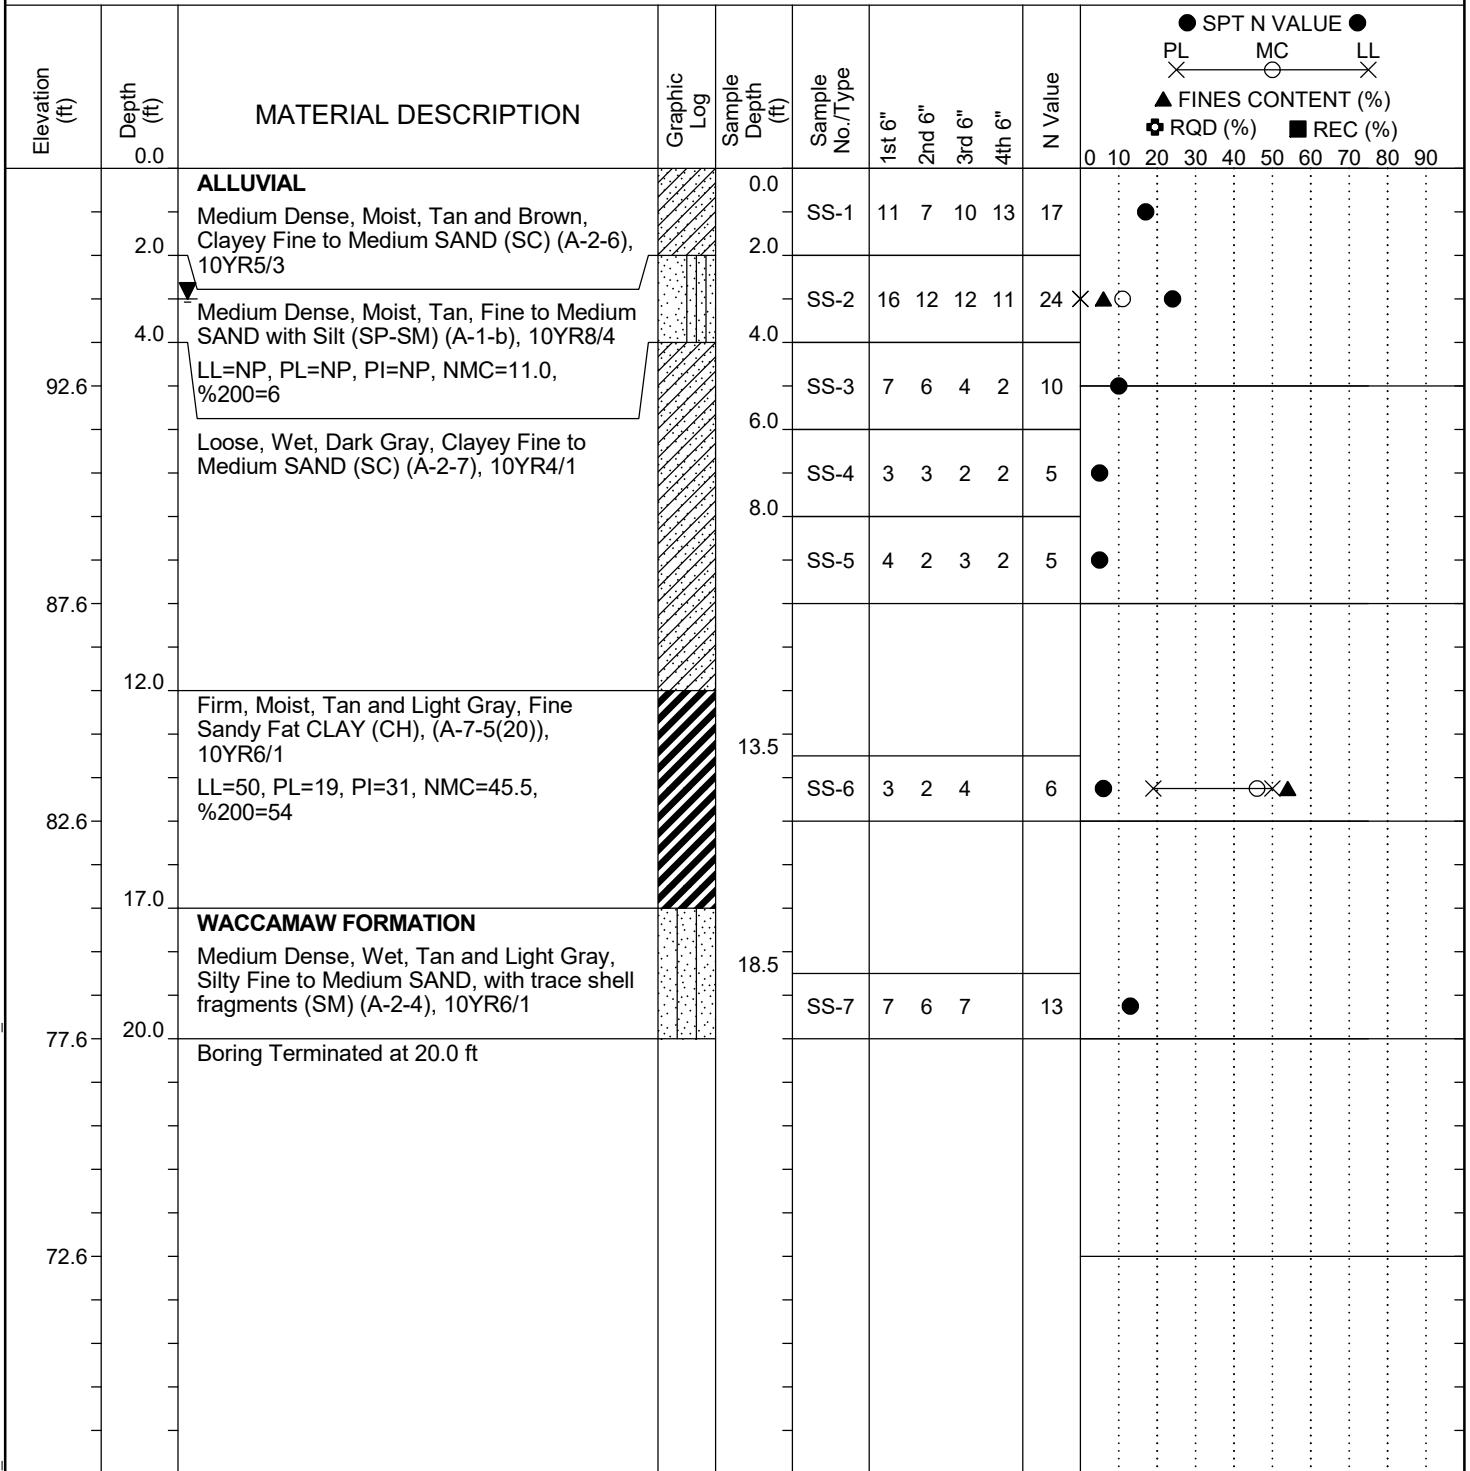 ● SPT N VALUE ●
PL MC LL
▲ FINES CONTENT (%)
RQD (%) ■ REC (%)
0 10 20 30 40 50 60 70 80 90
Elevation
(ft)
Depth
(ft)
0.0
MATERIAL DESCRIPTION
Graphic
Log
Sample
Depth
(ft)
Sample
No./Type
1st 6"
2nd 6"
3rd 6"
4th 6"
N Value
ALLUVIAL
0.0
Medium Dense, Moist, Tan and Brown,
Clayey Fine to Medium SAND (SC) (A-2-6),
10YR5/3
SS-1 11 7 10 13 17
2.0 2.0
Medium Dense, Moist, Tan, Fine to Medium
SAND with Silt (SP-SM) (A-1-b), 10YR8/4
SS-2 16 12 12 11 24
4.0 4.0
LL=NP, PL=NP, PI=NP, NMC=11.0,
%200=6
92.6
SS-3 7 6 4 2 10
6.0
Loose, Wet, Dark Gray, Clayey Fine to
Medium SAND (SC) (A-2-7), 10YR4/1
SS-4 3 3 2 2 5
8.0
SS-5 4 2 3 2 5
87.6
12.0
Firm, Moist, Tan and Light Gray, Fine
Sandy Fat CLAY (CH), (A-7-5(20)),
10YR6/1
13.5
LL=50, PL=19, PI=31, NMC=45.5,
%200=54
SS-6 3 2 4 6
82.6
17.0
WACCAMAW FORMATION
Medium Dense, Wet, Tan and Light Gray,
Silty Fine to Medium SAND, with trace shell
fragments (SM) (A-2-4), 10YR6/1
18.5
SS-7 7 6 7 13
77.6 20.0
Boring Terminated at 20.0 ft
72.6